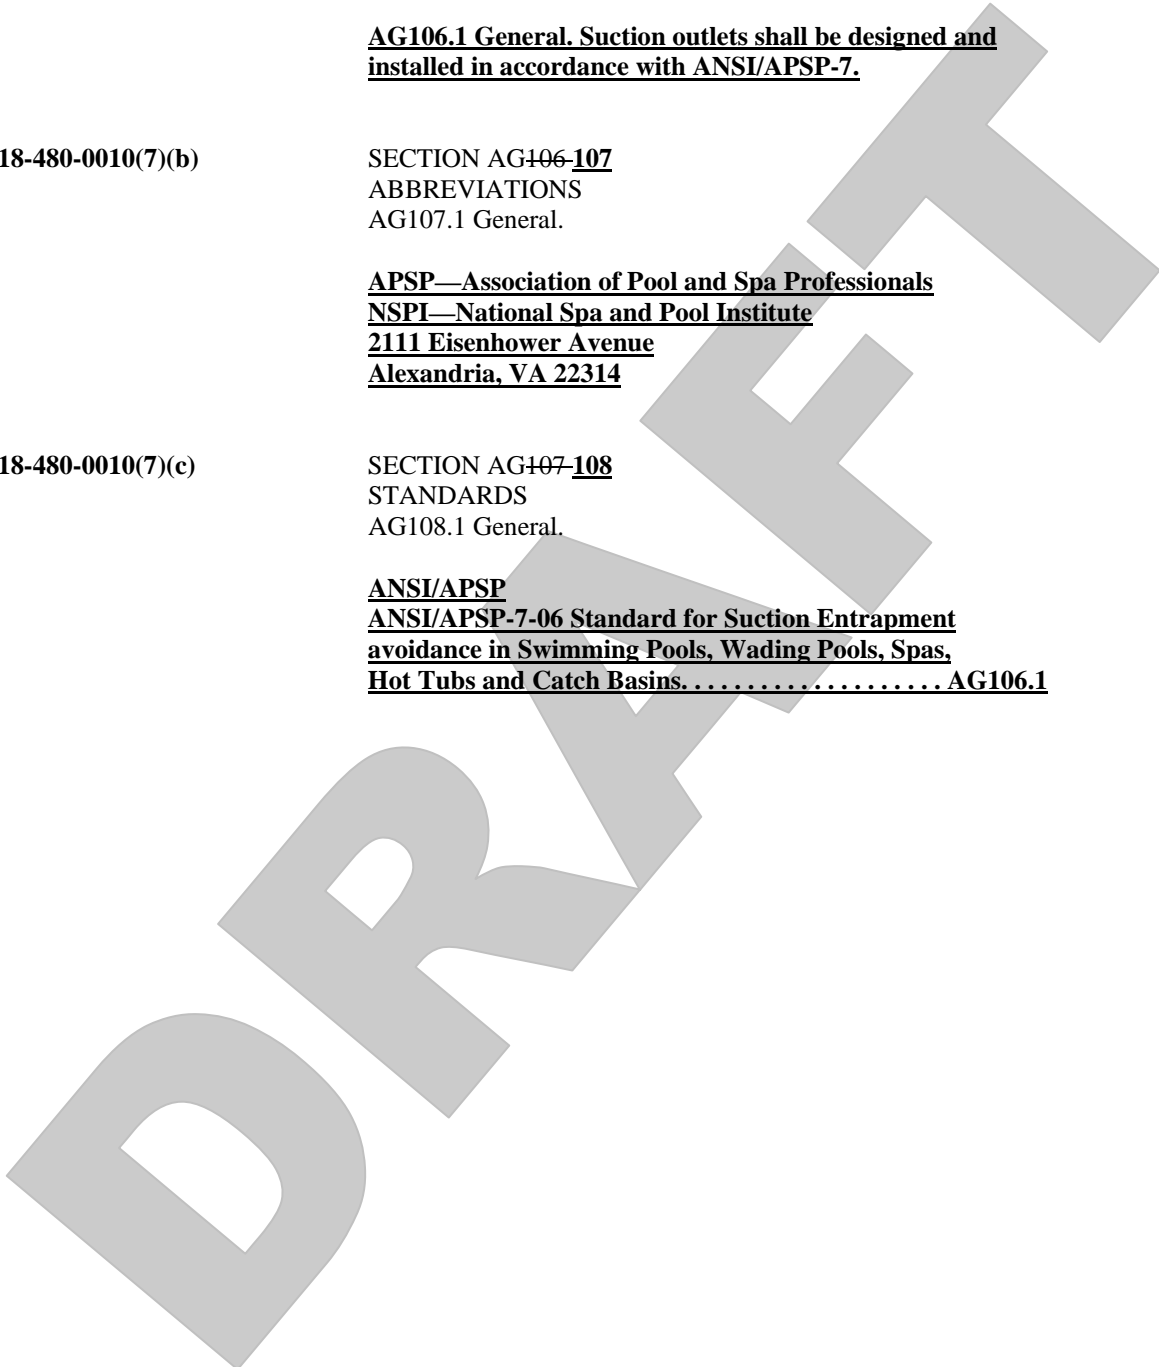 AG106.1 General. Suction outlets shall be designed and
installed in accordance with ANSI/APSP-7.
18-480-0010(7)(b) SECTION AG106 107
ABBREVIATIONS
AG107.1 General.
APSP—Association of Pool and Spa Professionals
NSPI—National Spa and Pool Institute
2111 Eisenhower Avenue
Alexandria, VA 22314
18-480-0010(7)(c) SECTION AG107 108
STANDARDS
AG108.1 General.
ANSI/APSP
ANSI/APSP-7-06 Standard for Suction Entrapment
avoidance in Swimming Pools, Wading Pools, Spas,
Hot Tubs and Catch Basins. . . . . . . . . . . . . . . . . . . . AG106.1
DRAFT